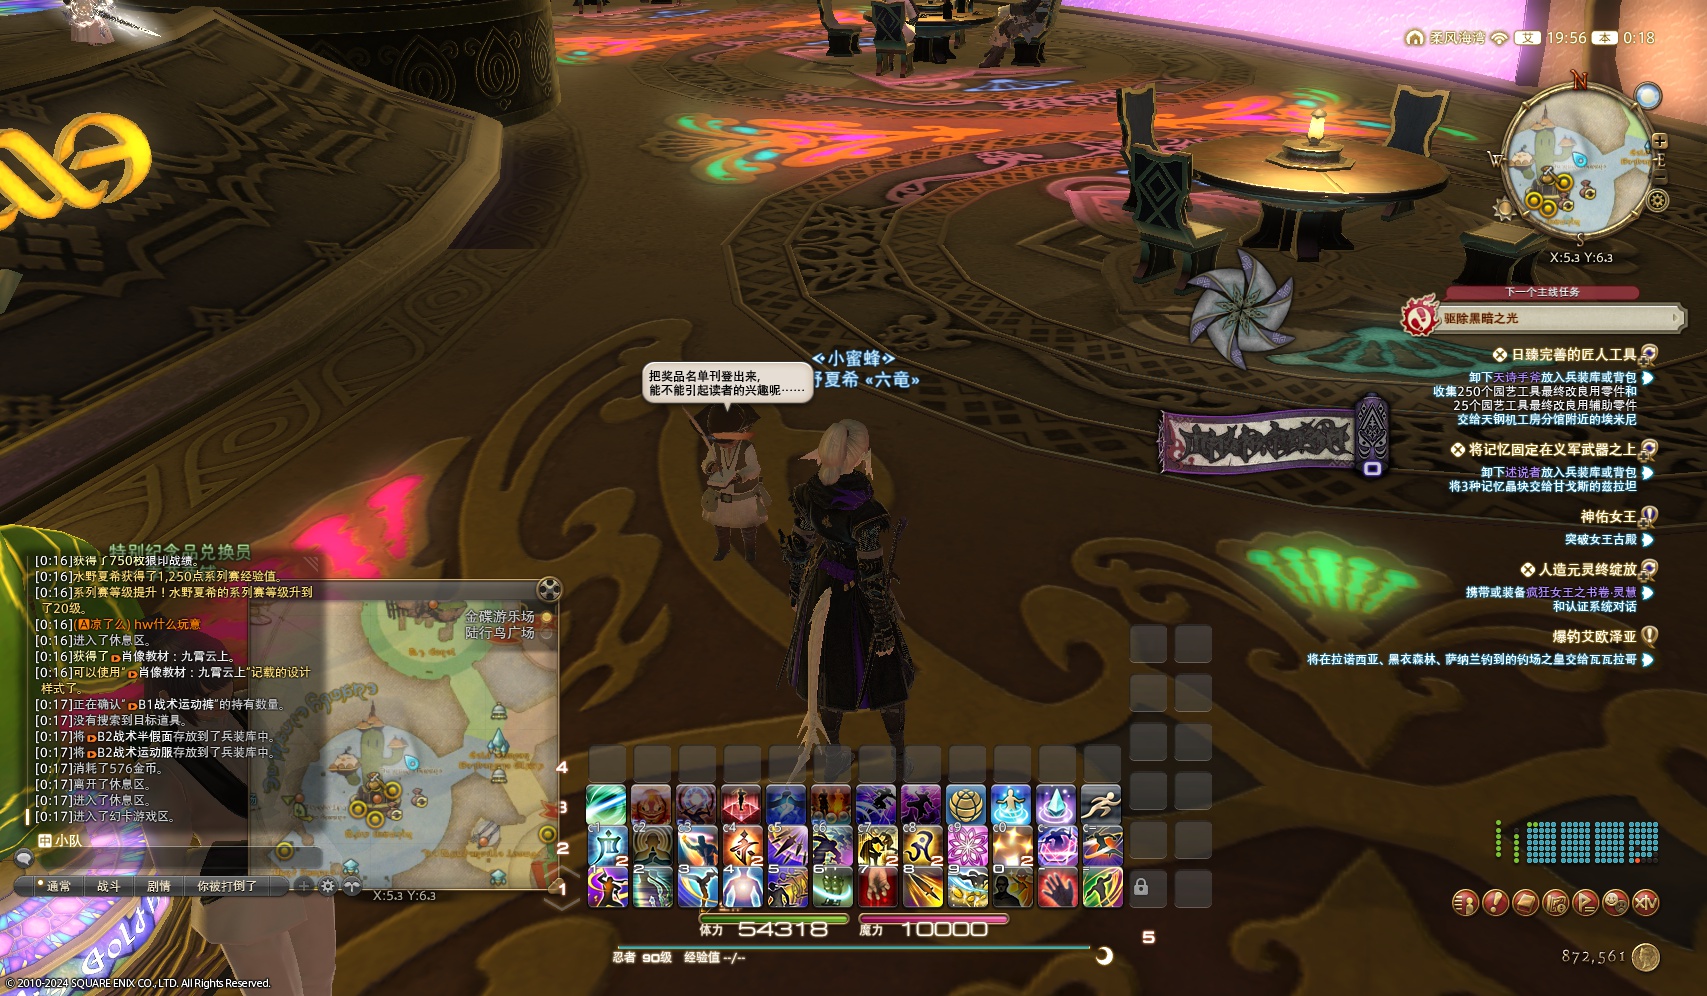 柔风海湾 艾 19:56 本 0:18
N
W
E
S
X:5.3 Y:6.3
下一个主线任务
驱除黑暗之光
日臻完善的匠人工具
卸下天诗手斧放入兵装库或背包
收集250个园艺工具最终改良用零件和
25个园艺工具最终改良用辅助零件
交给天钢机工房分馆附近的埃米尼
将记忆固定在义军武器之上
卸下述说者放入兵装库或背包
将3种记忆晶块交给甘戈斯的兹拉坦
神佑女王
突破女王古殿
人造元灵终绽放
携带或装备疯狂女王之书卷·灵慧
和认证系统对话
爆钓艾欧泽亚
将在拉诺西亚、黑衣森林、萨纳兰钓到的钓场之皇交给瓦瓦拉哥
小蜜蜂
野夏希 «六竜»
把奖品名单刊登出来，
能不能引起读者的兴趣呢……
特别纪念品兑换员
[0:16]获得了750枚狼印战绩。
[0:16]水野夏希获得了1,250点系列赛经验值。
[0:16]系列赛等级提升！水野夏希的系列赛等级升到
了20级。
[0:16](凉了么) hw什么玩意
[0:16]进入了休息区。
[0:16]获得了肖像教材：九霄云上。
[0:16]可以使用“肖像教材：九霄云上”记载的设计
样式了。
[0:17]正在确认“B1战术运动裤”的持有数量。
[0:17]没有搜索到目标道具。
[0:17]将B2战术半假面存放到了兵装库中。
[0:17]将B2战术运动服存放到了兵装库中。
[0:17]消耗了576金币。
[0:17]离开了休息区。
[0:17]进入了休息区。
[0:17]进入了幻卡游戏区。
小队
通常 战斗 剧情 你被打倒了
金碟游乐场
陆行鸟广场
X:5.3 Y:6.3
4
3
2
1
体力 54318 魔力 10000
5
忍者 90级 经验值 --/--
872,561
© 2010-2024 SQUARE ENIX CO., LTD. All Rights Reserved.